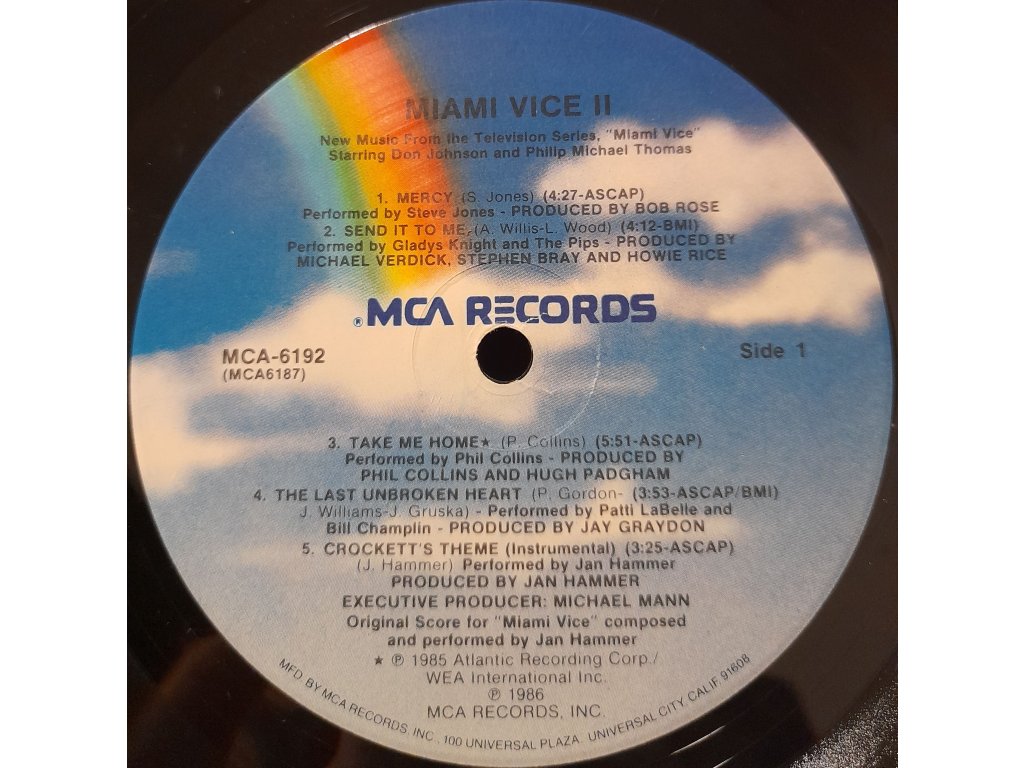 MIAMI VICE II
New Music From the Television Series, "Miami Vice"
Starring Don Johnson and Philip Michael Thomas
1. MERCY (S. Jones) (4:27-ASCAP)
Performed by Steve Jones - PRODUCED BY BOB ROSE
2. SEND IT TO ME (A. Willis-L. Wood) (4:12-BMI)
Performed by Gladys Knight and The Pips - PRODUCED BY
MICHAEL VERDICK, STEPHEN BRAY AND HOWIE RICE
® MCA RECORDS
MCA-6192
(MCA6187)
Side 1
3. TAKE ME HOME★ (P. Collins) (5:51-ASCAP)
Performed by Phil Collins - PRODUCED BY
PHIL COLLINS AND HUGH PADGHAM
4. THE LAST UNBROKEN HEART (P. Gordon- (3:53-ASCAP/BMI)
J. Williams-J. Gruska) - Performed by Patti LaBelle and
Bill Champlin - PRODUCED BY JAY GRAYDON
5. CROCKETT'S THEME (Instrumental) (3:25-ASCAP)
(J. Hammer) Performed by Jan Hammer
PRODUCED BY JAN HAMMER
EXECUTIVE PRODUCER: MICHAEL MANN
Original Score for "Miami Vice" composed
and performed by Jan Hammer
★ ℗ 1985 Atlantic Recording Corp./
WEA International Inc.
℗ 1986
MCA RECORDS, INC.
MFD. BY MCA RECORDS, INC., 100 UNIVERSAL PLAZA, UNIVERSAL CITY, CALIF. 91608